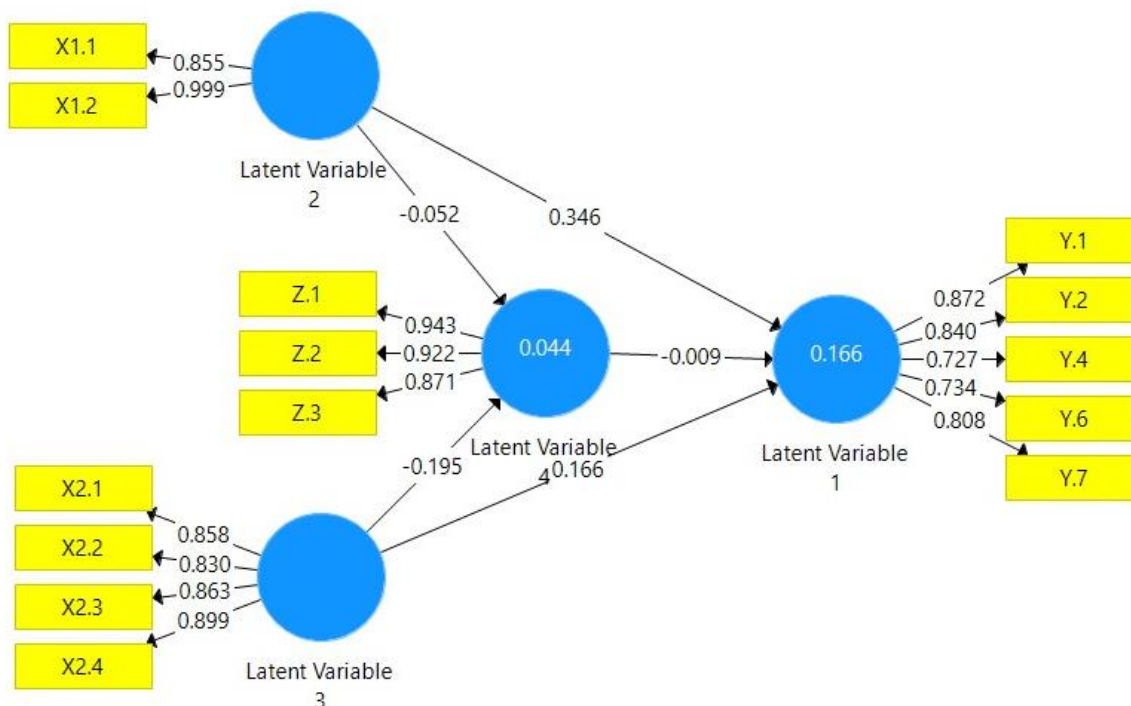 X1.1
0.855
X1.2
0.999
Latent Variable
2
-0.052
0.346
Z.1
0.943
Z.2
0.922
Z.3
0.871
0.044
Latent Variable
4
-0.009
0.166
Latent Variable
1
Y.1
0.872
Y.2
0.840
Y.4
0.727
Y.6
0.734
Y.7
0.808
-0.195
0.166
X2.1
0.858
X2.2
0.830
X2.3
0.863
X2.4
0.899
Latent Variable
3